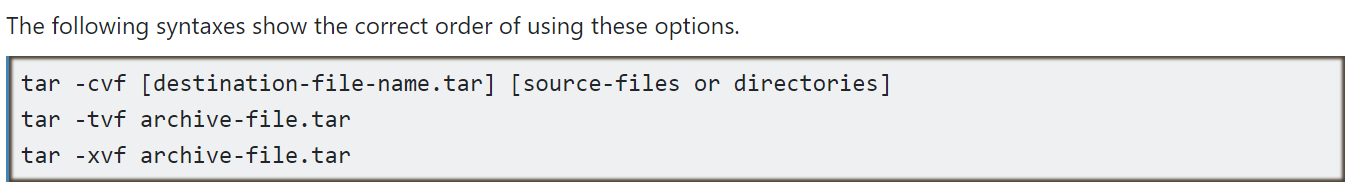 The following syntaxes show the correct order of using these options.
tar -cvf [destination-file-name.tar] [source-files or directories]
tar -tvf archive-file.tar
tar -xvf archive-file.tar